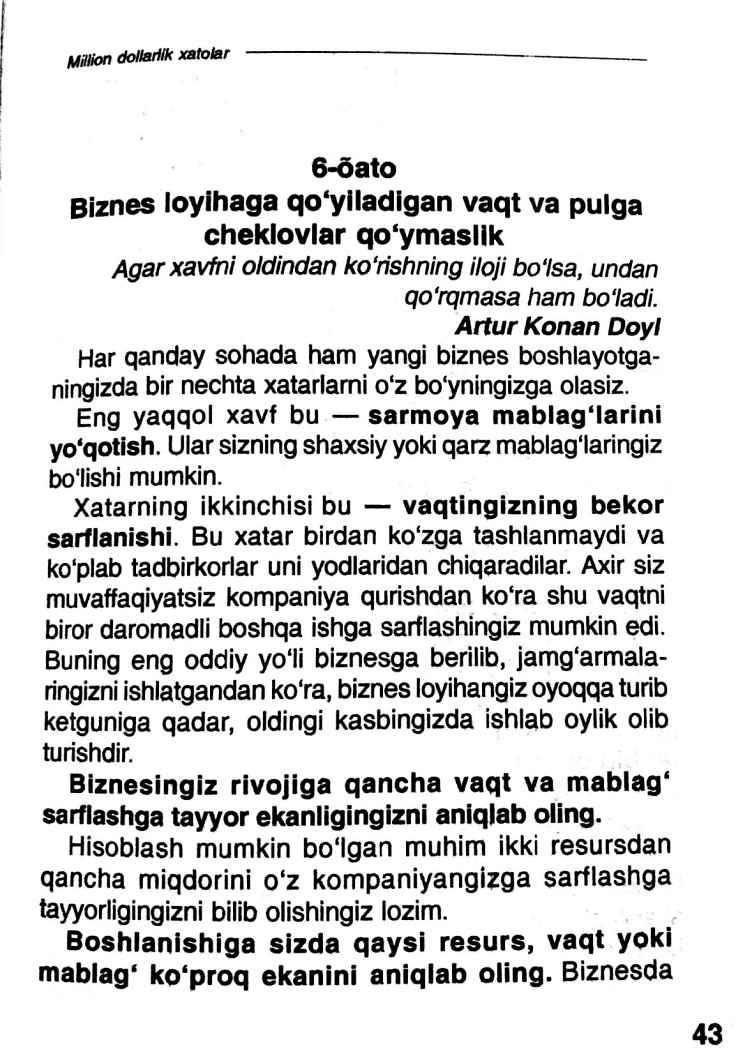 Million dollarlik xatolar
6-õato
Biznes loyihaga qo‘yiladigan vaqt va pulga
cheklovlar qo‘ymaslik
Agar xavfni oldindan ko‘rishning iloji bo‘lsa, undan
qo‘rqmasa ham bo‘ladi.
Artur Konan Doyl
Har qanday sohada ham yangi biznes boshlayotga-
ningizda bir nechta xatarlarni o‘z bo‘yningizga olasiz.
Eng yaqqol xavf bu — sarmoya mablag‘larini
yo‘qotish. Ular sizning shaxsiy yoki qarz mablag‘laringiz
bo‘lishi mumkin.
Xatarning ikkinchisi bu — vaqtingizning bekor
sarflanishi. Bu xatar birdan ko‘zga tashlanmaydi va
ko‘plab tadbirkorlar uni yodlaridan chiqaradilar. Axir siz
muvaffaqiyatsiz kompaniya qurishdan ko‘ra shu vaqtni
biror daromadli boshqa ishga sarflashingiz mumkin edi.
Buning eng oddiy yo‘li biznesga berilib, jamg‘armala-
ringizni ishlatgandan ko‘ra, biznes loyihangiz oyoqqa turib
ketguniga qadar, oldingi kasbingizda ishlab oylik olib
turishdir.
Biznesingiz rivojiga qancha vaqt va mablag‘
sarflashga tayyor ekanligingizni aniqlab oling.
Hisoblash mumkin bo‘lgan muhim ikki resursdan
qancha miqdorini o‘z kompaniyangizga sarflashga
tayyorligingizni bilib olishingiz lozim.
Boshlanishiga sizda qaysi resurs, vaqt yoki
mablag‘ ko‘proq ekanini aniqlab oling. Biznesda
43